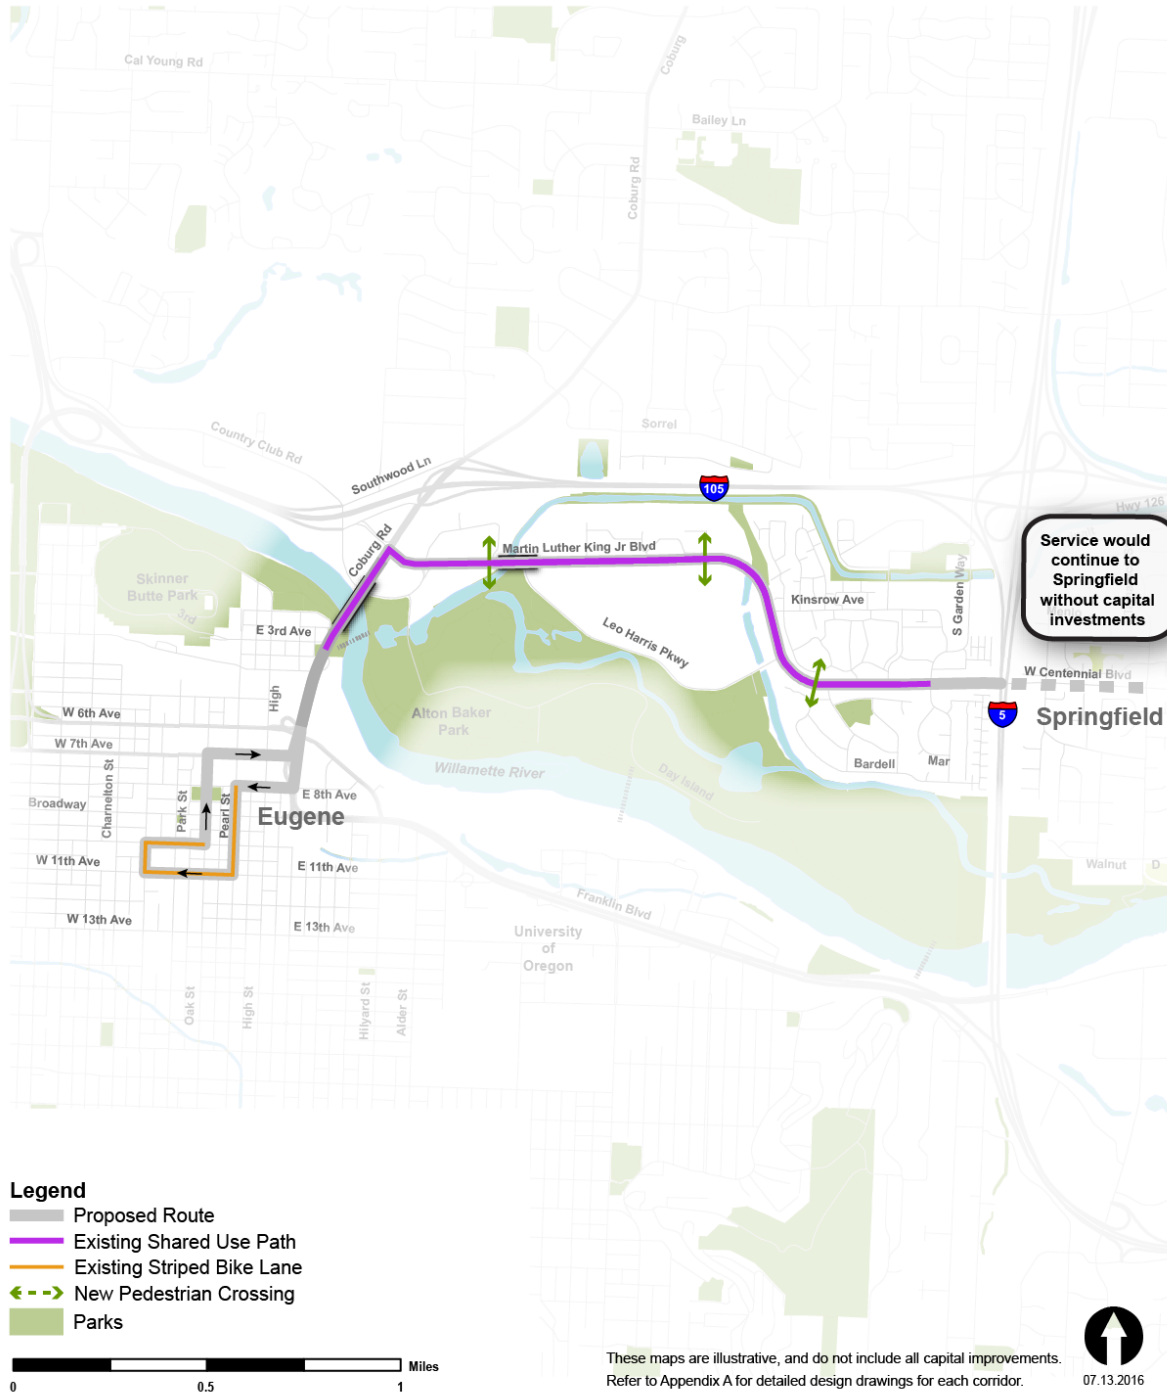 Cal Young Rd
Coburg
Bailey Ln
Coburg Rd
Sorrel
Country Club Rd
Southwood Ln
105
Hwy 126
Coburg Rd
Martin Luther King Jr Blvd
Service would
continue to
Springfield
without capital
investments
Skinner
Butte Park
3rd
E 3rd Ave
Kinsrow Ave
S Garden Way
Leo Harris Pkwy
W Centennial Blvd
High
W 6th Ave
Alton Baker
Park
5
Springfield
W 7th Ave
Charnelton St
Park St
Pearl St
Willamette River
Day Island
Bardell
Mar
Broadway
E 8th Ave
Eugene
W 11th Ave
E 11th Ave
Walnut
D
Franklin Blvd
W 13th Ave
E 13th Ave
University
of
Oregon
Oak St
High St
Hilyard St
Alder St
Legend
Proposed Route
Existing Shared Use Path
Existing Striped Bike Lane
New Pedestrian Crossing
Parks
Miles
0 0.5 1
These maps are illustrative, and do not include all capital improvements.
Refer to Appendix A for detailed design drawings for each corridor.
07.13.2016